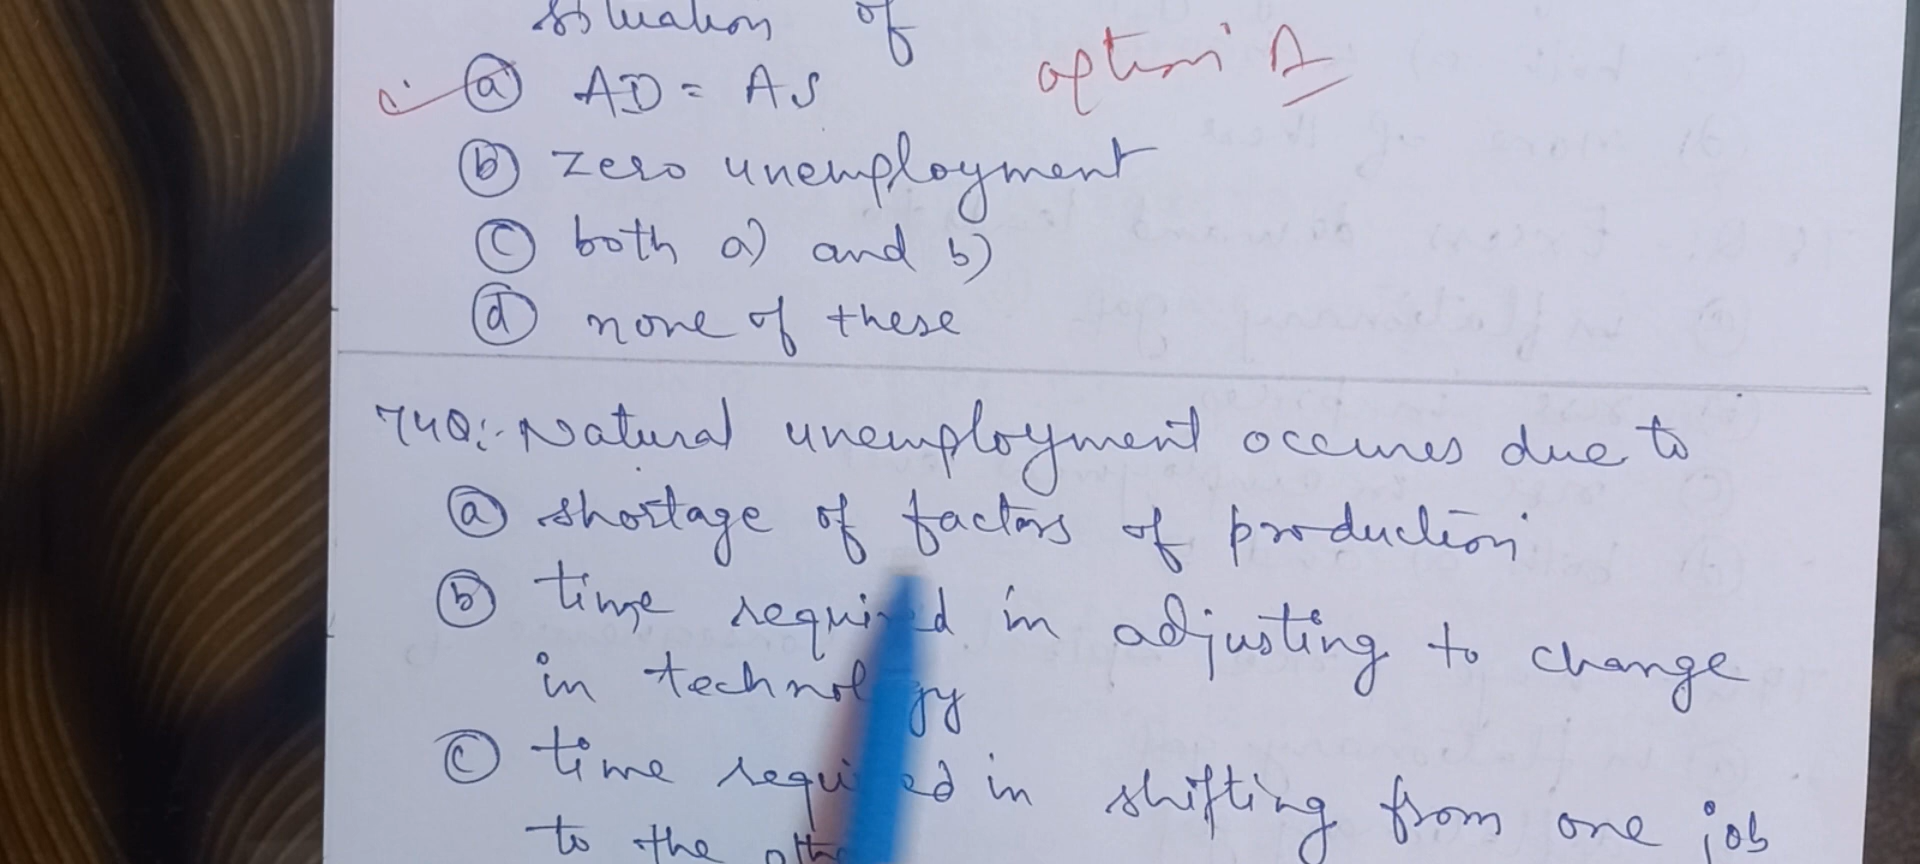 situation of
option A
a AD = AS
b zero unemployment
c both a) and b)
d none of these
74Q:- Natural unemployment occures due to
a shortage of factors of production
b time required in adjusting to change
in technology
c time required in shifting from one job
to the